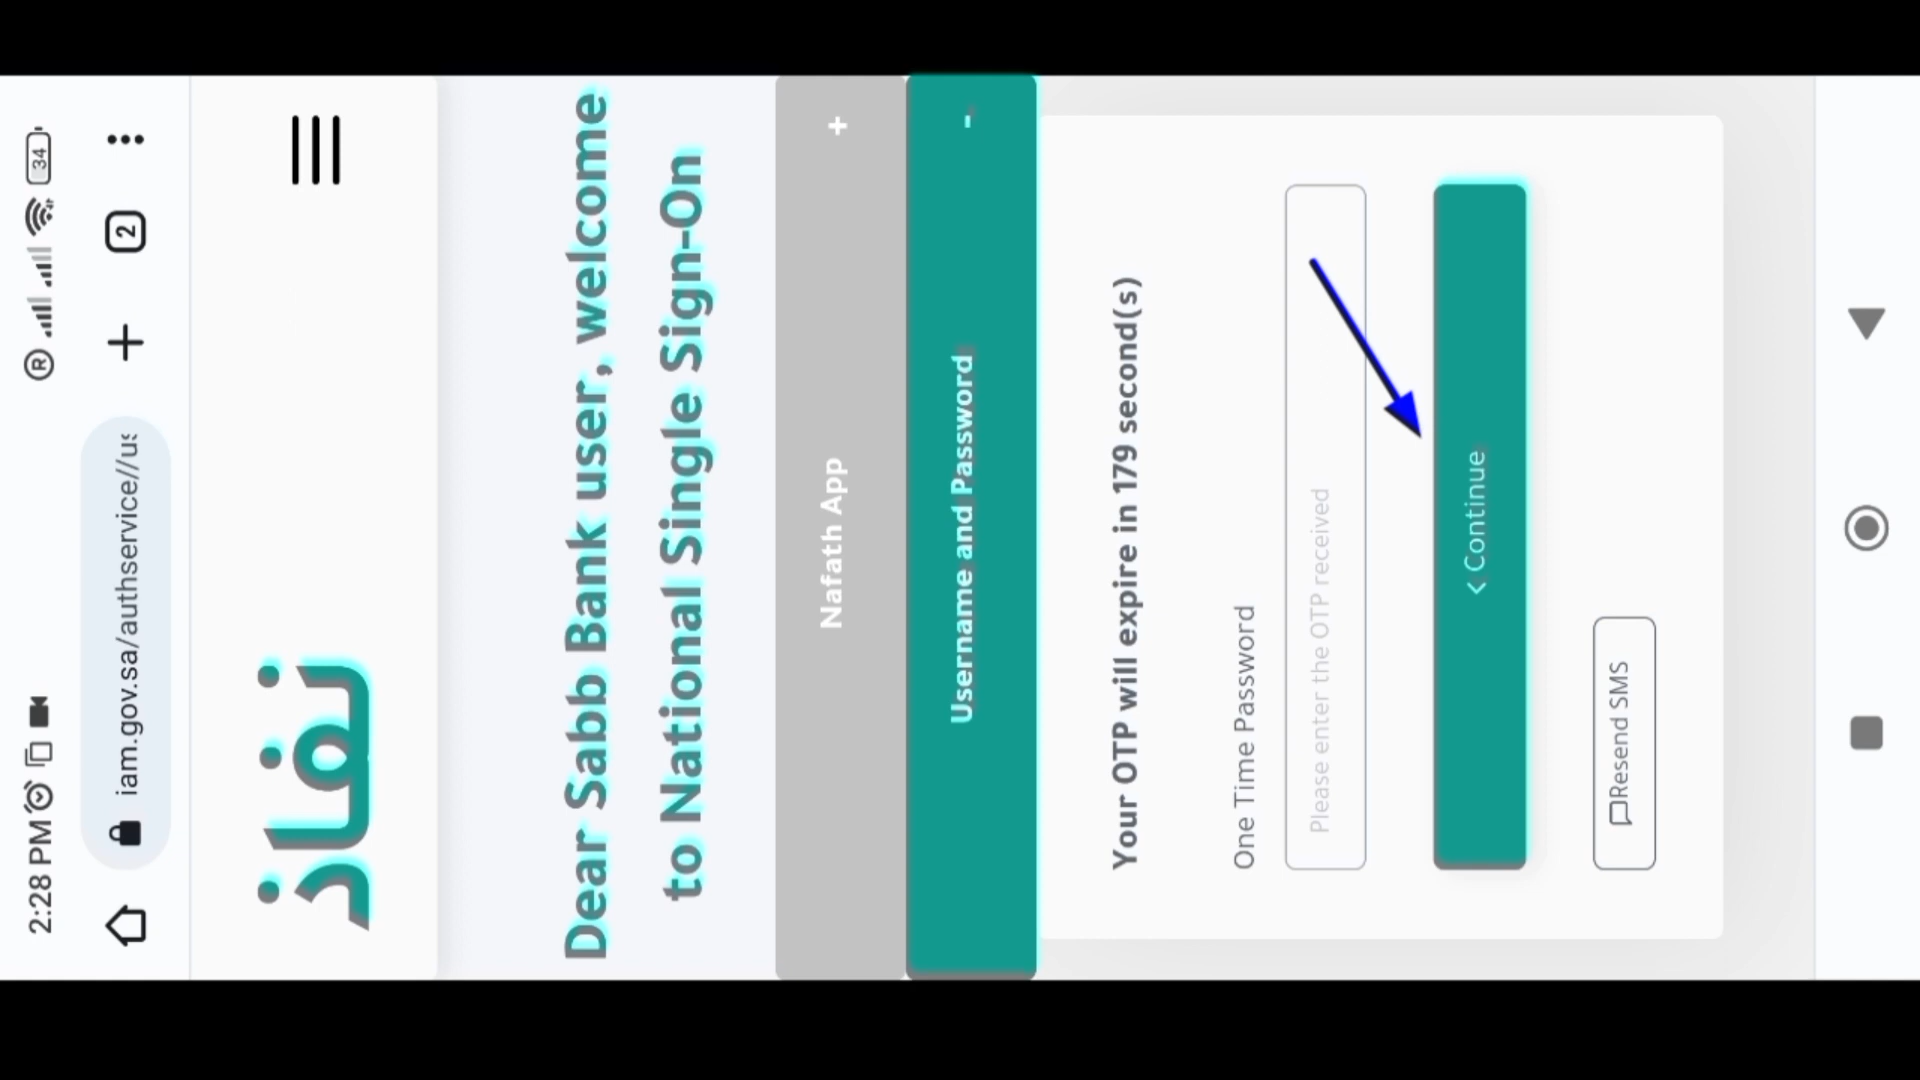 2:28 PM
34
iam.gov.sa/authservice//us
2
نفاذ
Dear Sabb Bank user, welcome
to National Single Sign-On
Nafath App
+
Username and Password
-
Your OTP will expire in 179 second(s)
One Time Password
Please enter the OTP received
Continue
Resend SMS